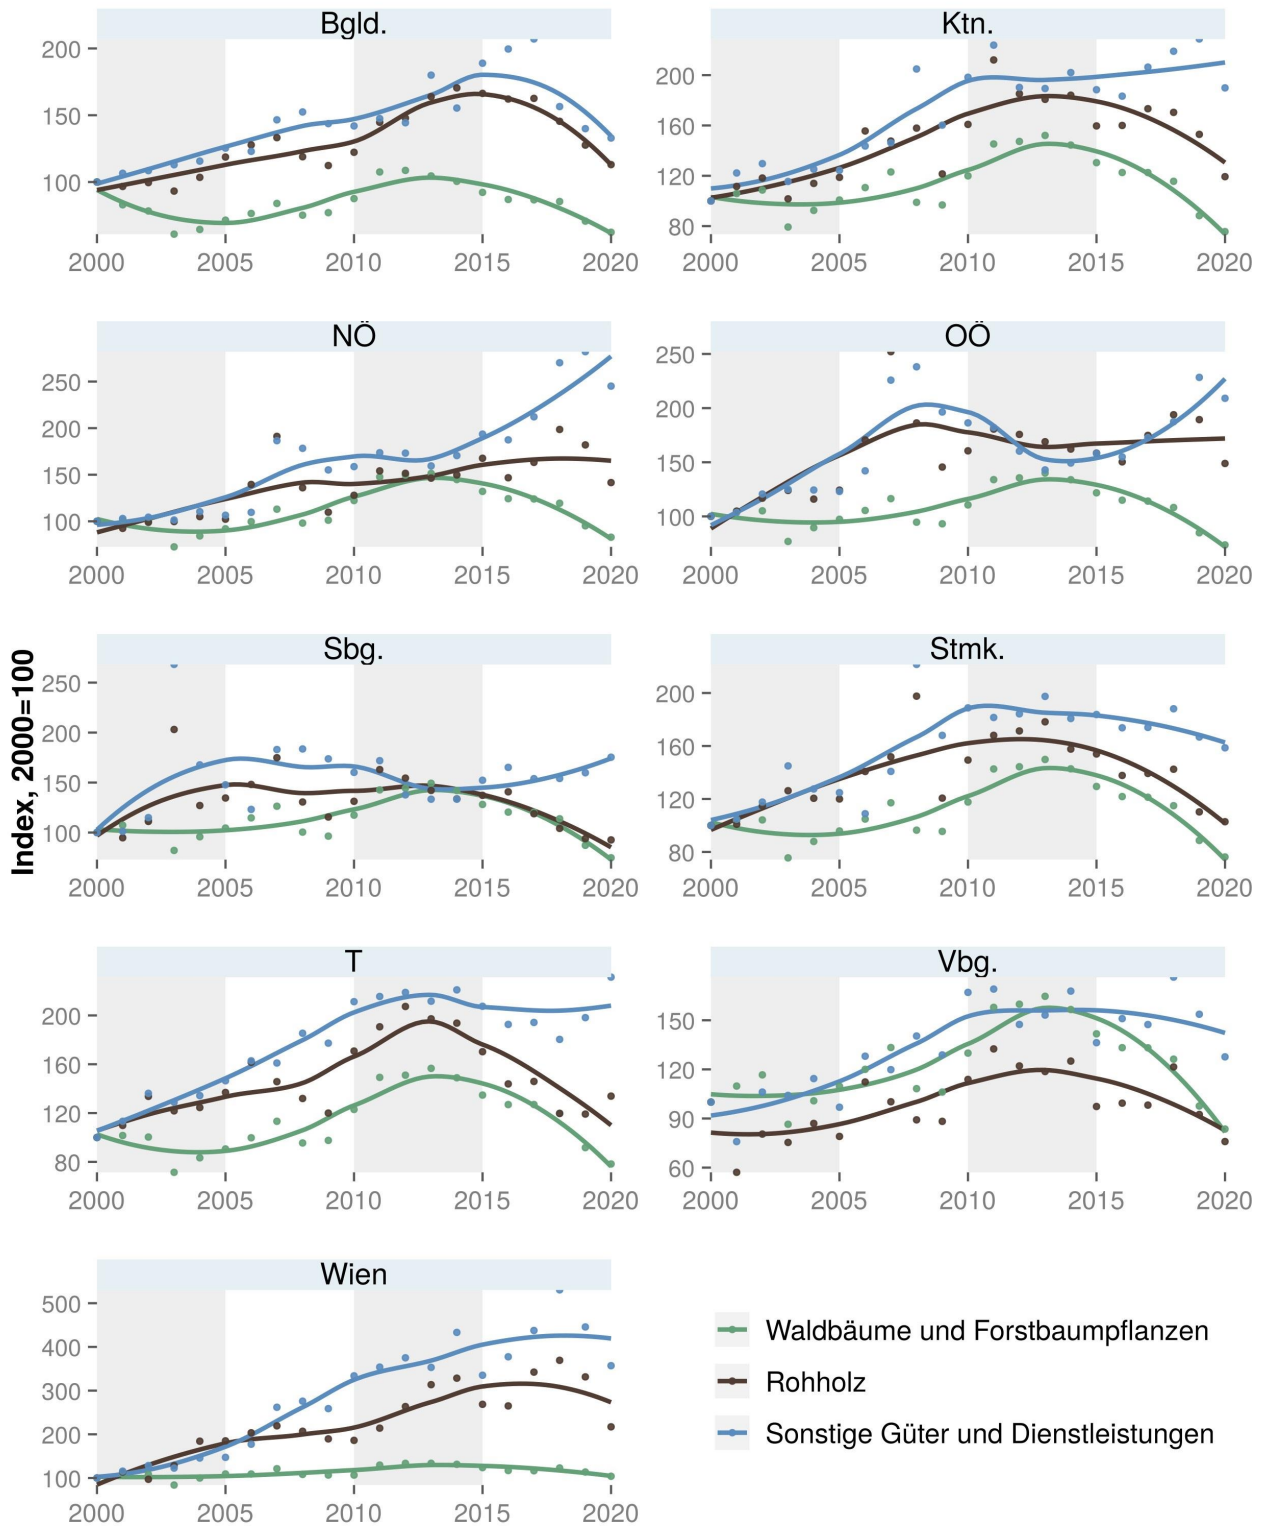 Bgld.
200
150
100
2000 2005 2010 2015 2020
Ktn.
200
160
120
80
2000 2005 2010 2015 2020
NÖ
250
200
150
100
2000 2005 2010 2015 2020
OÖ
250
200
150
100
2000 2005 2010 2015 2020
Index, 2000=100
Sbg.
250
200
150
100
2000 2005 2010 2015 2020
Stmk.
200
160
120
80
2000 2005 2010 2015 2020
T
200
160
120
80
2000 2005 2010 2015 2020
Vbg.
150
120
90
60
2000 2005 2010 2015 2020
Wien
500
400
300
200
100
2000 2005 2010 2015 2020
Waldbäume und Forstbaumpflanzen
Rohholz
Sonstige Güter und Dienstleistungen